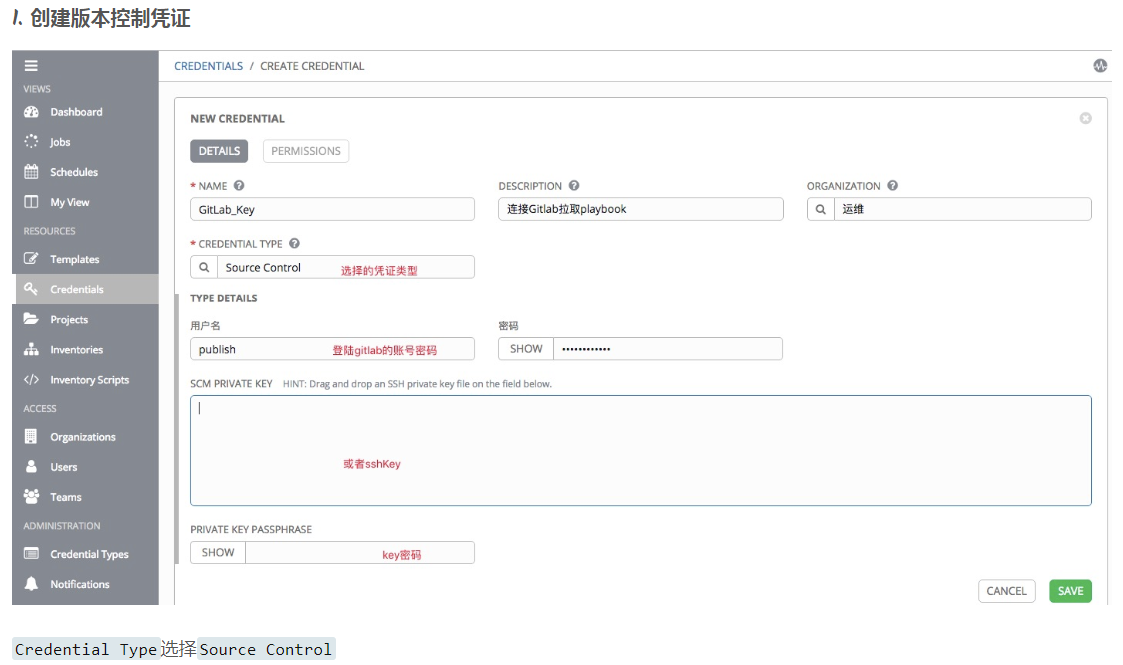 1. 创建版本控制凭证
CREDENTIALS / CREATE CREDENTIAL
VIEWS
Dashboard
Jobs
Schedules
My View
RESOURCES
Templates
Credentials
Projects
Inventories
Inventory Scripts
ACCESS
Organizations
Users
Teams
ADMINISTRATION
Credential Types
Notifications
NEW CREDENTIAL
DETAILS PERMISSIONS
* NAME ? DESCRIPTION ? ORGANIZATION ?
GitLab_Key 连接Gitlab拉取playbook 运维
* CREDENTIAL TYPE ?
Source Control 选择的凭证类型
TYPE DETAILS
用户名 密码
publish 登陆gitlab的账号密码 SHOW ••••••••••••
SCM PRIVATE KEY HINT: Drag and drop an SSH private key file on the field below.
或者sshKey
PRIVATE KEY PASSPHRASE
SHOW key密码
CANCEL SAVE
Credential Type选择Source Control